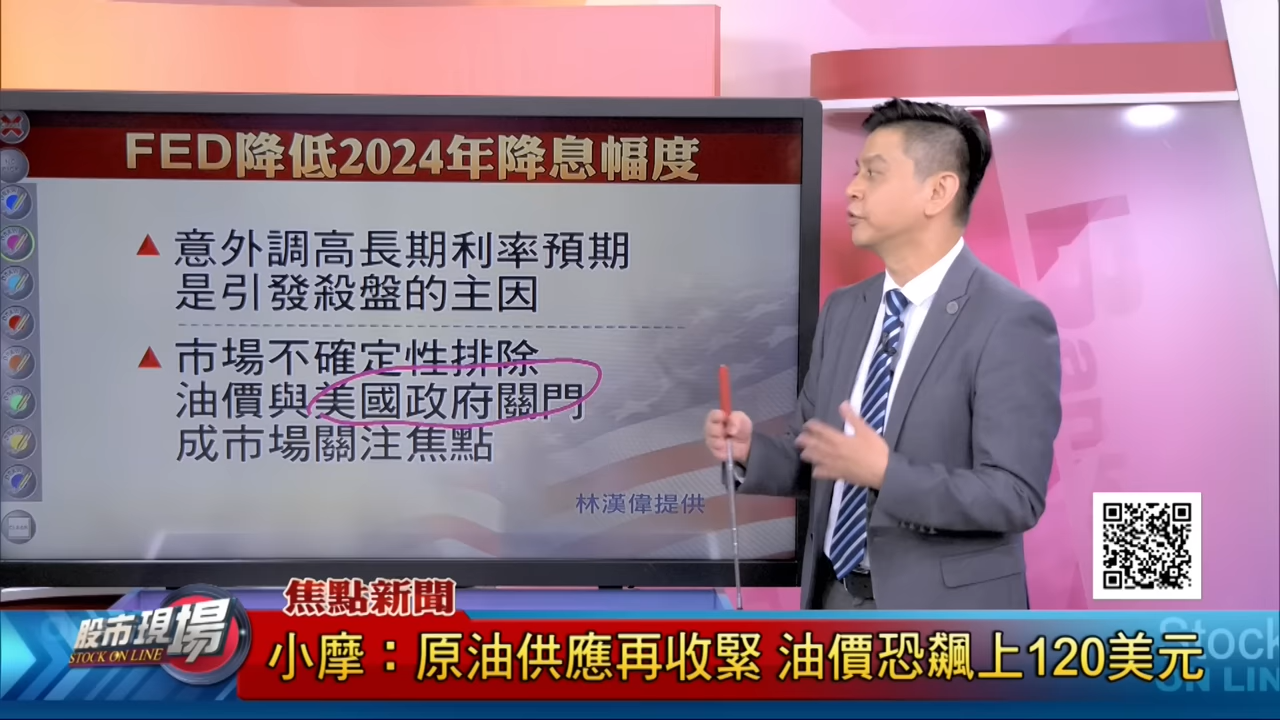 FED降低2024年降息幅度
意外調高長期利率預期
是引發殺盤的主因
市場不確定性排除
油價與美國政府關門
成市場關注焦點
林漢偉提供
CLEAR
焦點新聞
股市現場
STOCK ON LINE
小摩：原油供應再收緊 油價恐飆上120美元
Stock
ON LINE